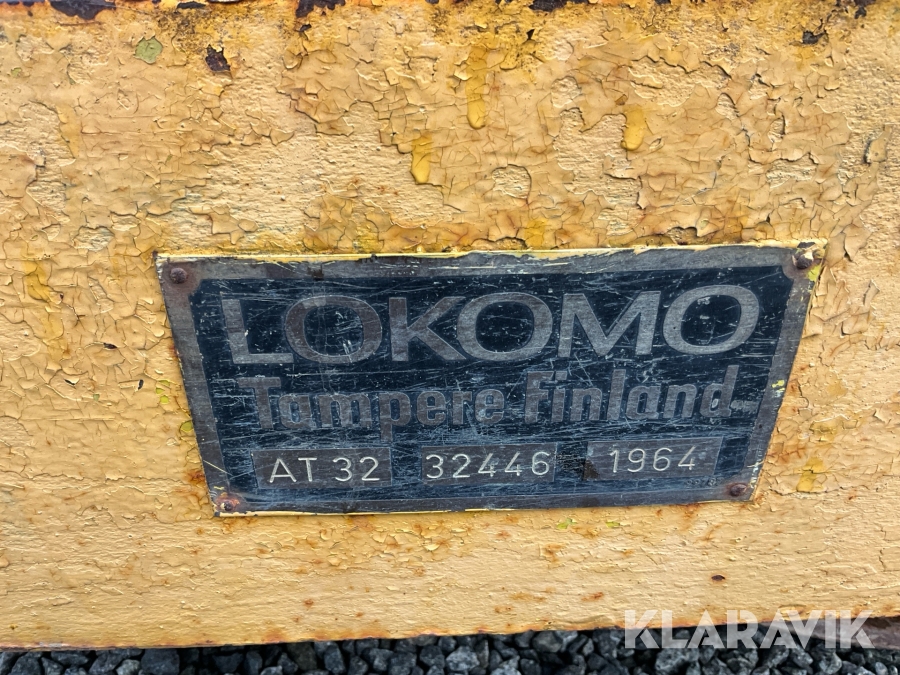 LOKOMO
Tampere Finland
AT 32 32446 1964
KLARAVIK